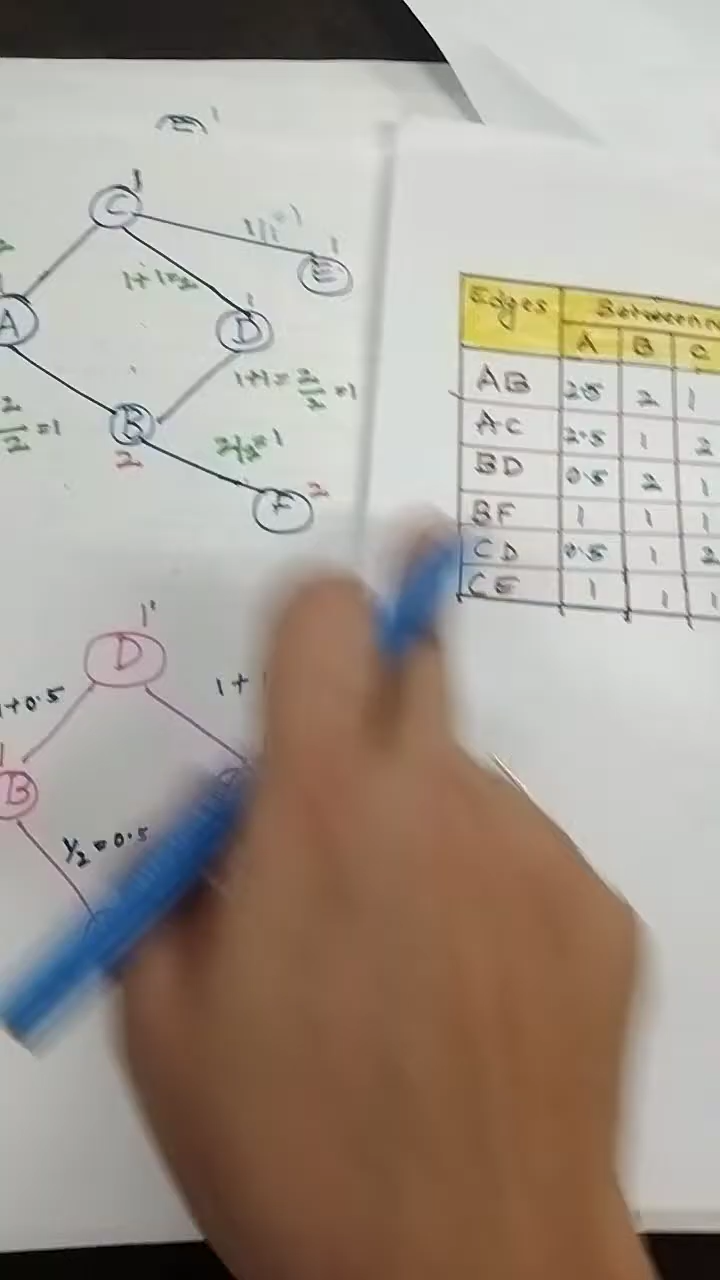 1
C
1
1/1=1
E
1
1+1=2
D
1
A
1+1=2/2=1
2/2=1
B
2
2/2=1
F
2
D
1
1+0.5
1+
1
B
1/2=0.5
Edges
A B C
AB 2.5 2 1
AC 2.5 1 2
BD 0.5 2 1
BF 1 1 1
CD 0.5 1 2
CE 1 1 1